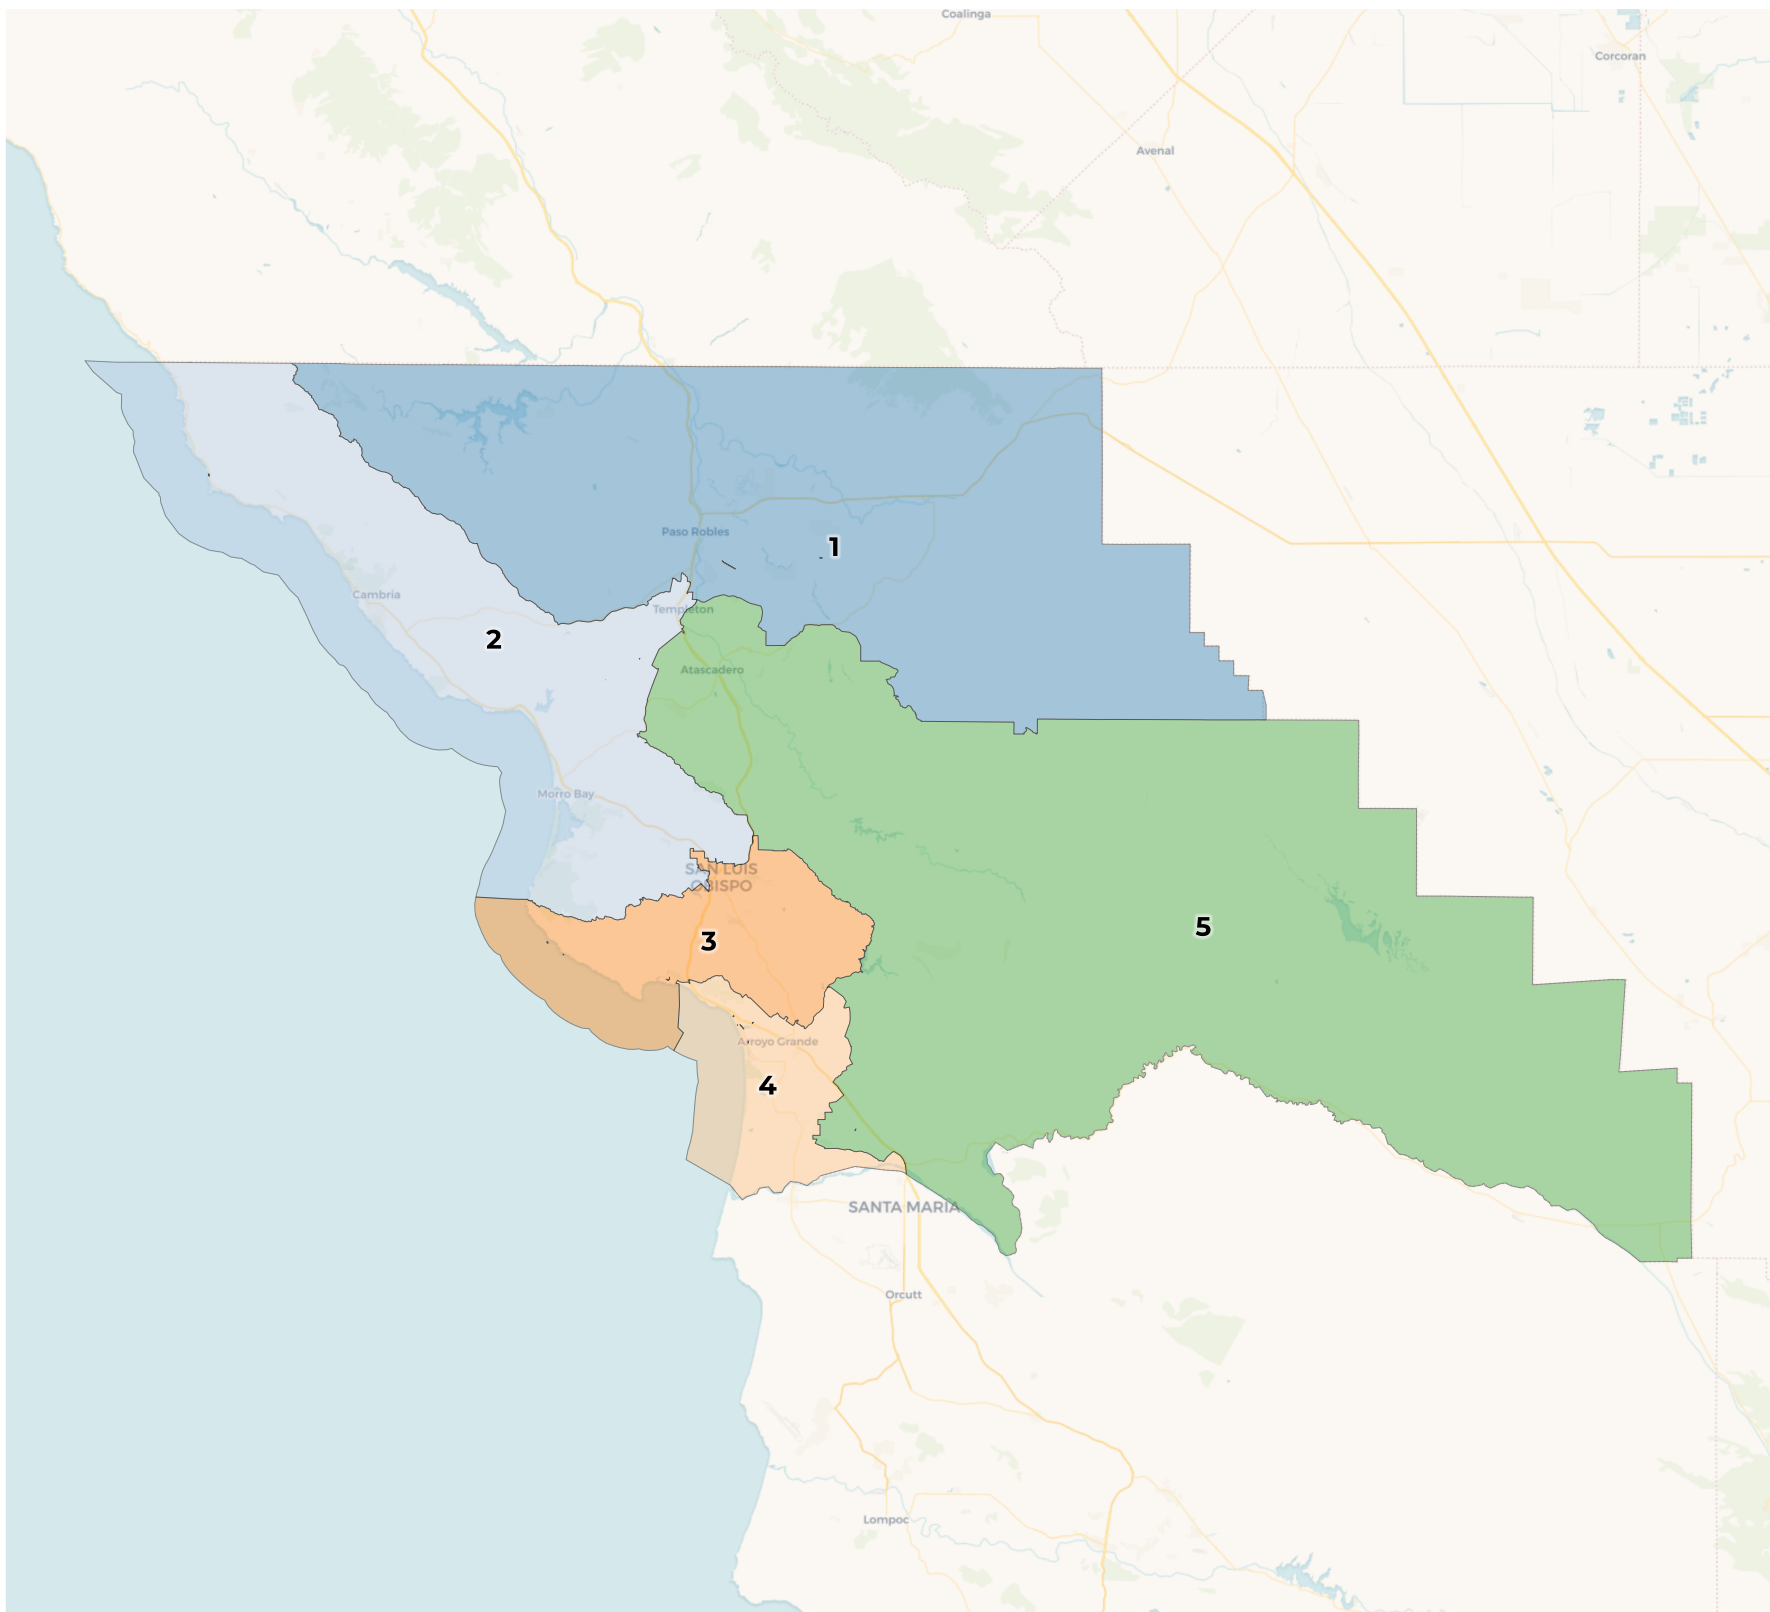 Coalinga
Corcoran
Avenal
Paso Robles
1
Cambria
Templeton
2
Atascadero
Morro Bay
SAN LUIS
OBISPO
5
3
Arroyo Grande
4
SANTA MARIA
Orcutt
Lompoc